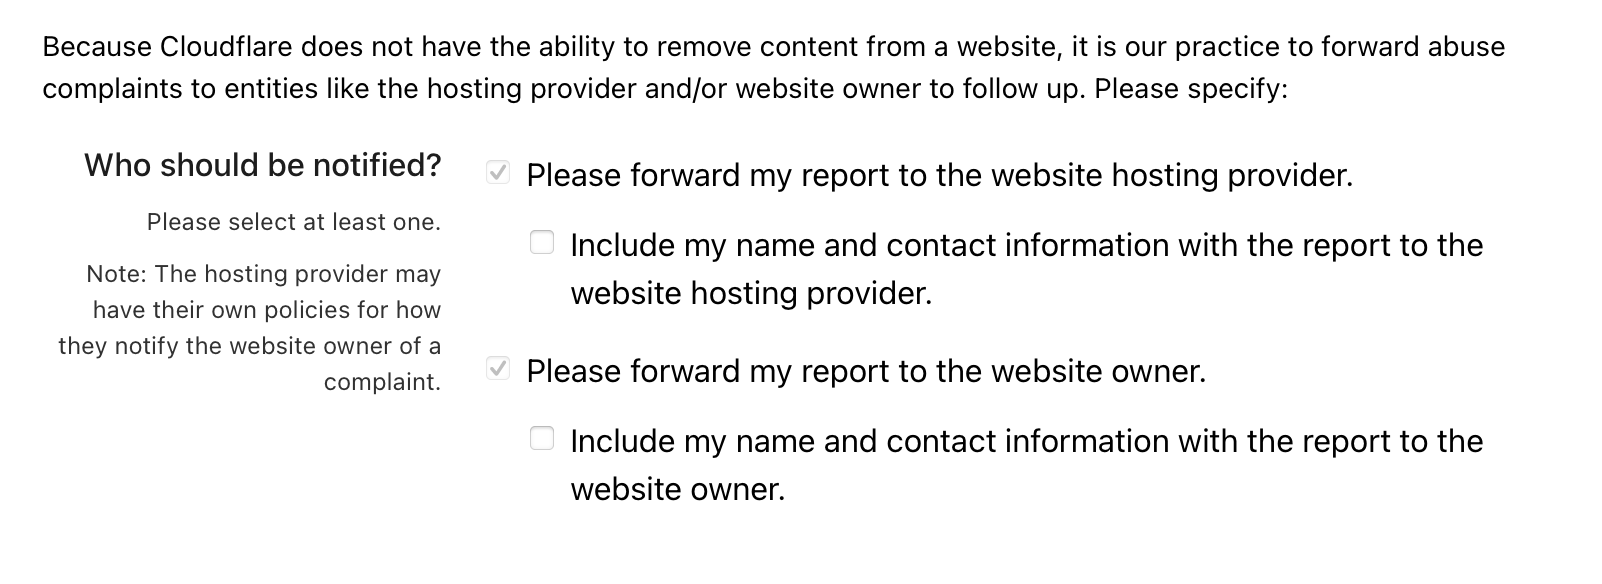 Because Cloudflare does not have the ability to remove content from a website, it is our practice to forward abuse
complaints to entities like the hosting provider and/or website owner to follow up. Please specify:
Who should be notified?
Please select at least one.
Note: The hosting provider may
have their own policies for how
they notify the website owner of a
complaint.
Please forward my report to the website hosting provider.
Include my name and contact information with the report to the
website hosting provider.
Please forward my report to the website owner.
Include my name and contact information with the report to the
website owner.